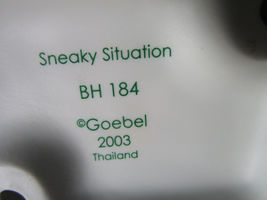 Sneaky Situation
BH 184
©Goebel
2003
Thailand